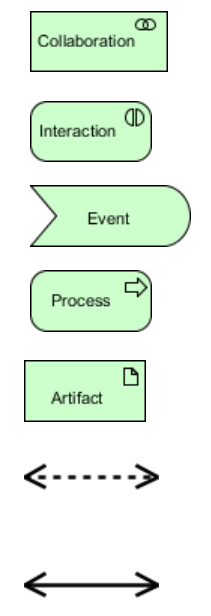 Collaboration
Interaction
Event
Process
Artifact